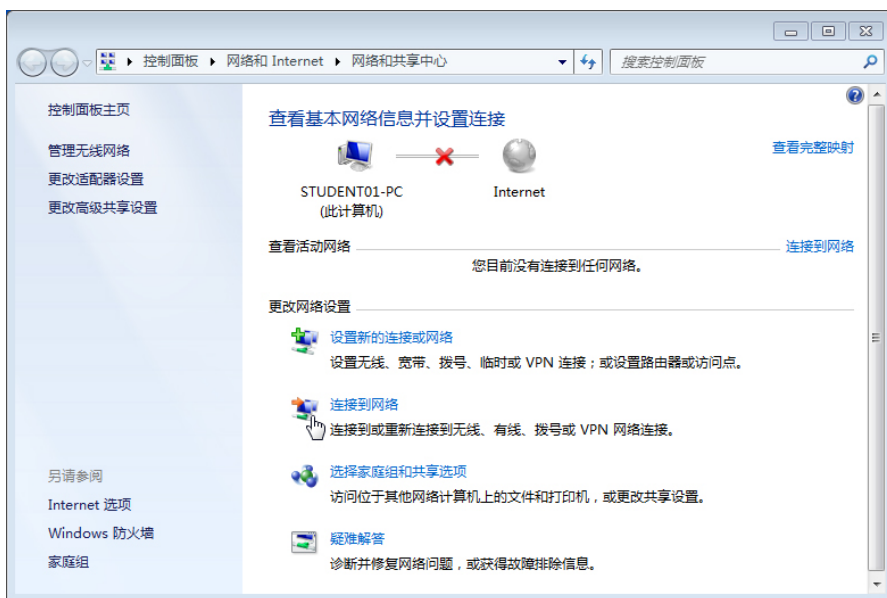 控制面板 ▸ 网络和 Internet ▸ 网络和共享中心
搜索控制面板
控制面板主页
管理无线网络
更改适配器设置
更改高级共享设置
查看基本网络信息并设置连接
查看完整映射
STUDENT01-PC
(此计算机)
Internet
查看活动网络
连接到网络
您目前没有连接到任何网络。
更改网络设置
设置新的连接或网络
设置无线、宽带、拨号、临时或 VPN 连接；或设置路由器或访问点。
连接到网络
连接到或重新连接到无线、有线、拨号或 VPN 网络连接。
选择家庭组和共享选项
访问位于其他网络计算机上的文件和打印机，或更改共享设置。
疑难解答
诊断并修复网络问题，或获得故障排除信息。
另请参阅
Internet 选项
Windows 防火墙
家庭组